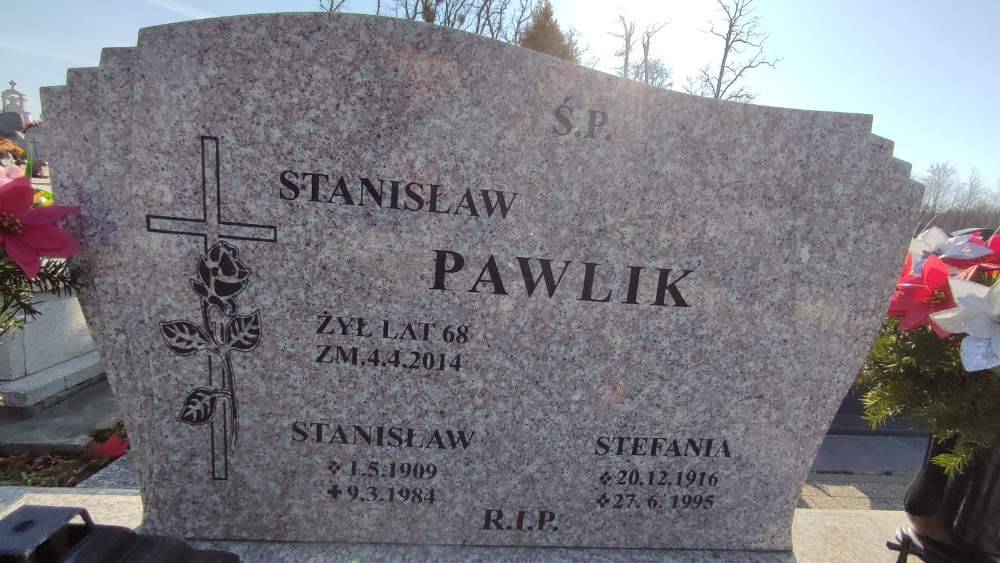 Ś.P.
STANISŁAW
PAWLIK
ŻYŁ LAT 68
ZM.4.4.2014
STANISŁAW
1.5.1909
9.3.1984
STEFANIA
20.12.1916
27.6.1995
R.I.P.